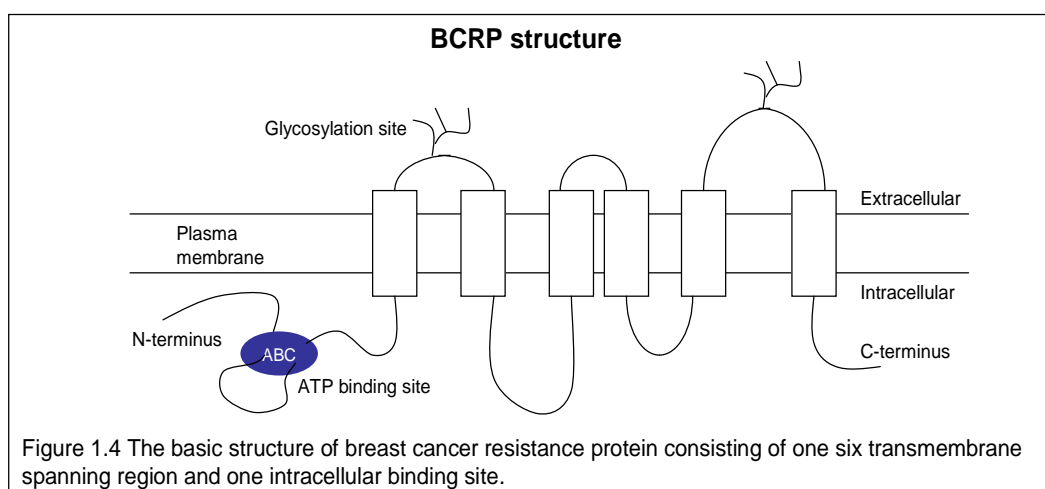 BCRP structure
Glycosylation site
Extracellular
Plasma
membrane
Intracellular
N-terminus
ABC
C-terminus
ATP binding site
Figure 1.4 The basic structure of breast cancer resistance protein consisting of one six transmembrane
spanning region and one intracellular binding site.